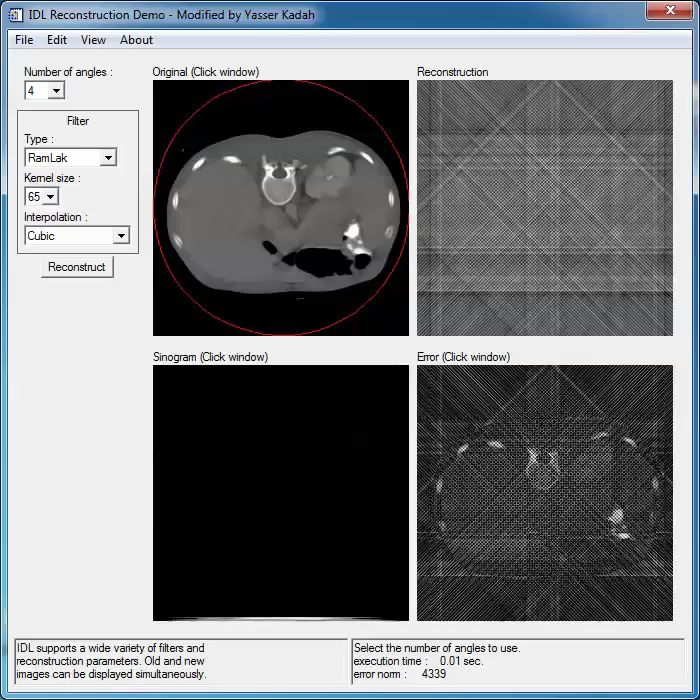 IDL Reconstruction Demo - Modified by Yasser Kadah
File Edit View About
Number of angles :
4
Filter
Type :
RamLak
Kernel size :
65
Interpolation :
Cubic
Reconstruct
Original (Click window)
Reconstruction
Sinogram (Click window)
Error (Click window)
IDL supports a wide variety of filters and
reconstruction parameters. Old and new
images can be displayed simultaneously.
Select the number of angles to use.
execution time : 0.01 sec.
error norm : 4339